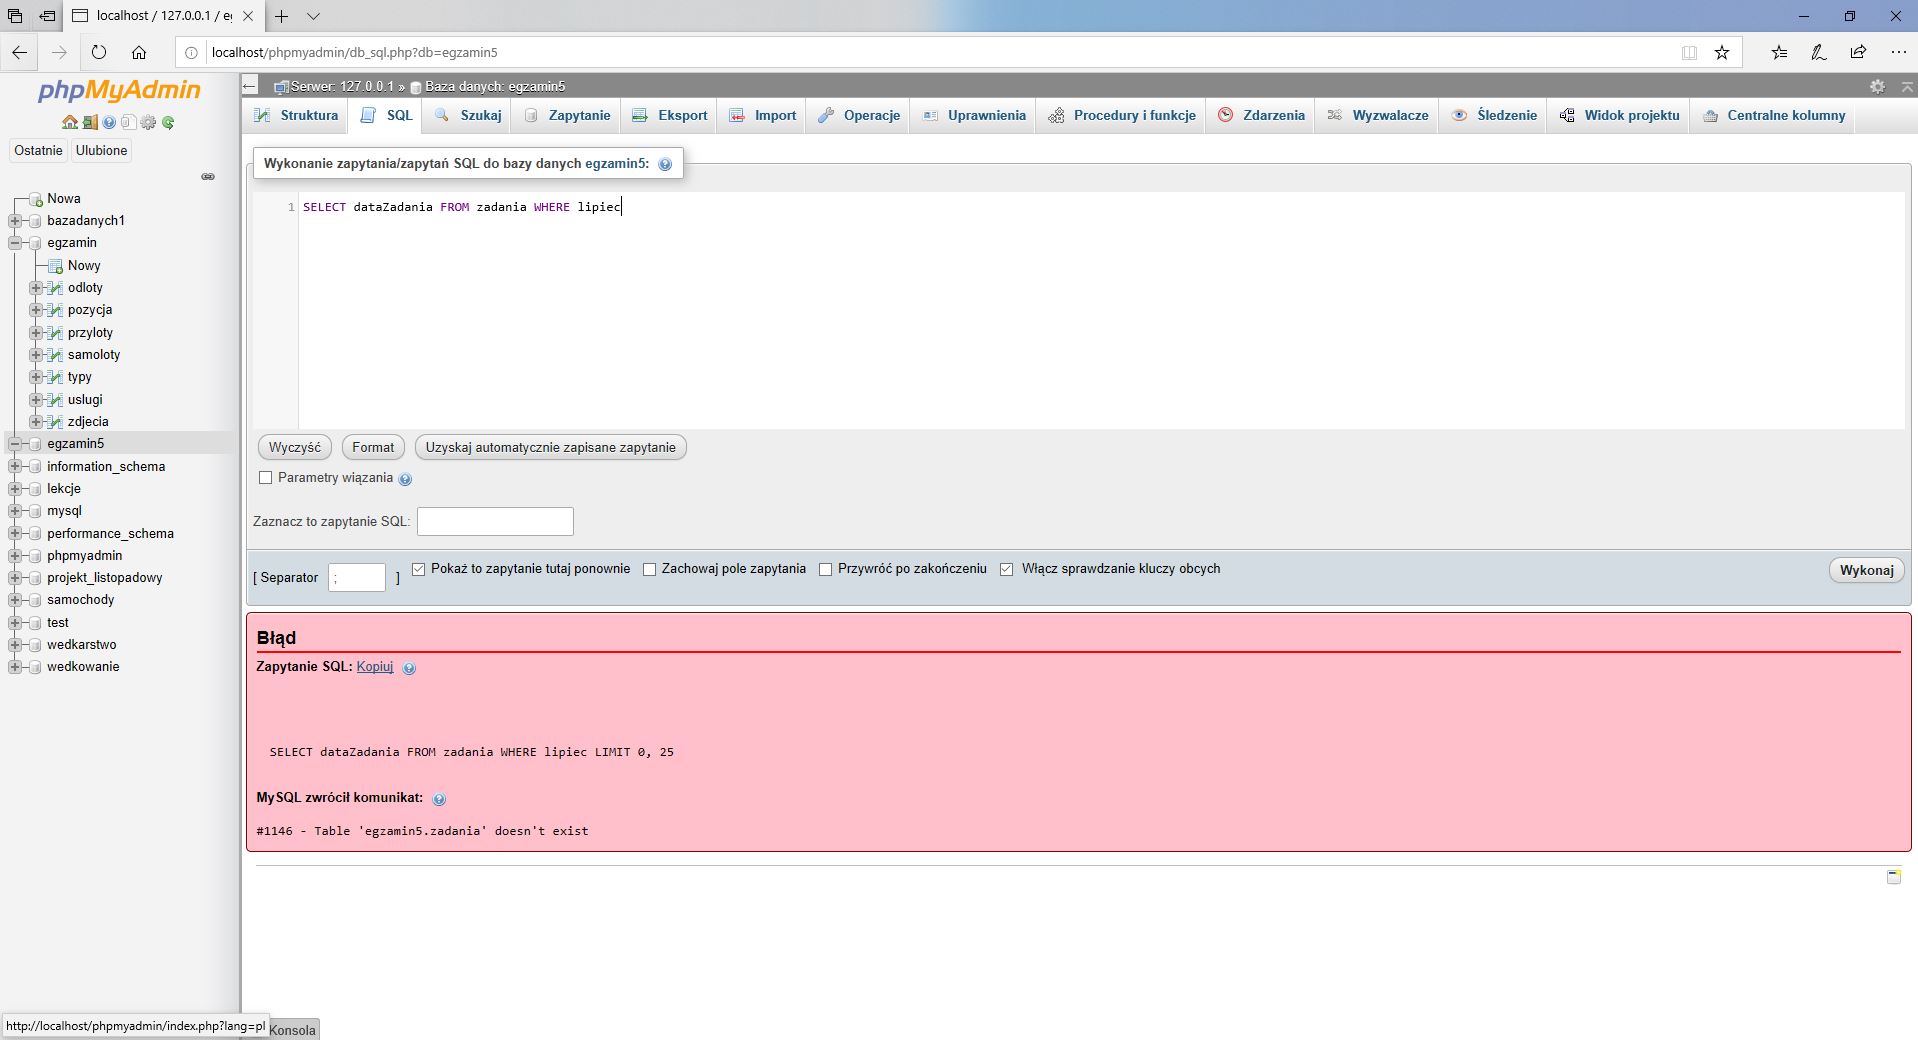 localhost / 127.0.0.1 / eg
localhost/phpmyadmin/db_sql.php?db=egzamin5
phpMyAdmin
Ostatnie
Ulubione
Nowa
bazadanych1
egzamin
Nowy
odloty
pozycja
przyloty
samoloty
typy
uslugi
zdjecia
egzamin5
information_schema
lekcje
mysql
performance_schema
phpmyadmin
projekt_listopadowy
samochody
test
wedkarstwo
wedkowanie
http://localhost/phpmyadmin/index.php?lang=pl
Serwer: 127.0.0.1 » Baza danych: egzamin5
Struktura SQL Szukaj Zapytanie Eksport Import Operacje Uprawnienia Procedury i funkcje Zdarzenia Wyzwalacze Śledzenie Widok projektu Centralne kolumny
Wykonanie zapytania/zapytań SQL do bazy danych egzamin5:
1 SELECT dataZadania FROM zadania WHERE lipiec
Wyczyść Format Uzyskaj automatycznie zapisane zapytanie
Parametry wiązania
Zaznacz to zapytanie SQL:
[ Separator ; ] Pokaż to zapytanie tutaj ponownie Zachowaj pole zapytania Przywróć po zakończeniu Włącz sprawdzanie kluczy obcych Wykonaj
Błąd
Zapytanie SQL: Kopiuj
SELECT dataZadania FROM zadania WHERE lipiec LIMIT 0, 25
MySQL zwrócił komunikat:
#1146 - Table 'egzamin5.zadania' doesn't exist
Konsola